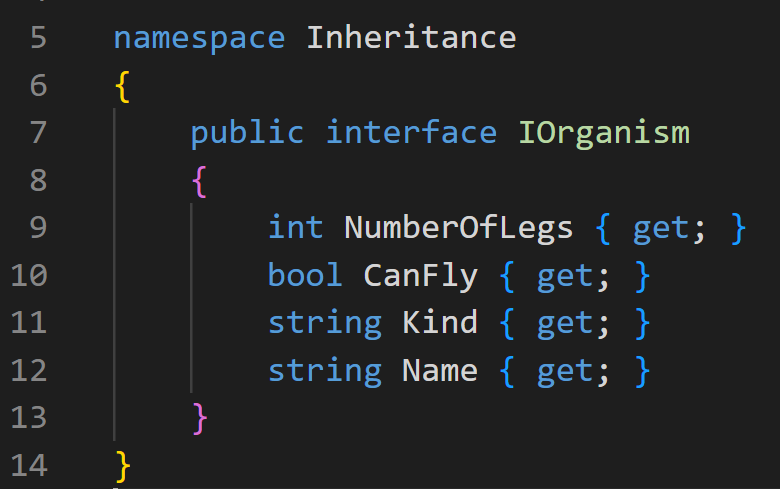 5 namespace Inheritance
6 {
7 public interface IOrganism
8 {
9 int NumberOfLegs { get; }
10 bool CanFly { get; }
11 string Kind { get; }
12 string Name { get; }
13 }
14 }